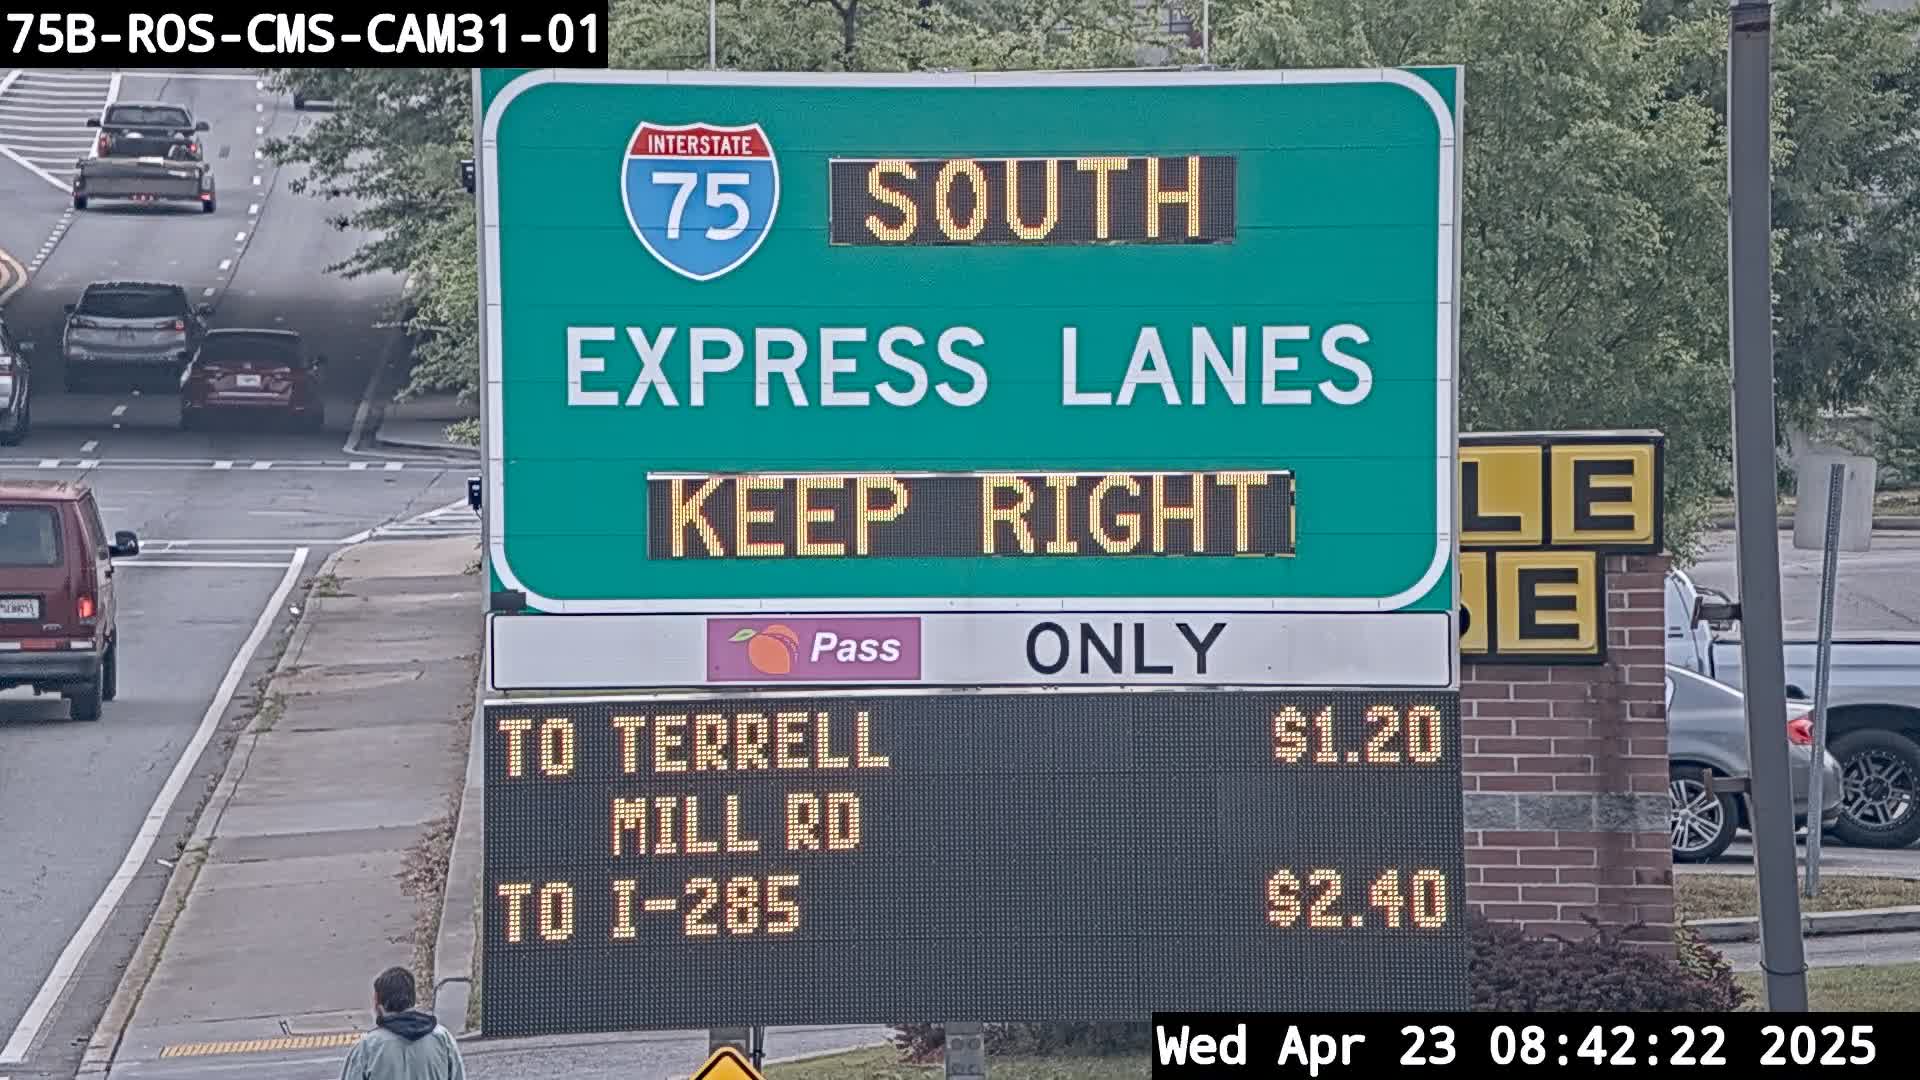 75B-ROS-CMS-CAM31-01
INTERSTATE
75
SOUTH
EXPRESS LANES
KEEP RIGHT
LE
E
Pass ONLY
TO TERRELL $1.20
MILL RD
TO I-285 $2.40
Wed Apr 23 08:42:22 2025